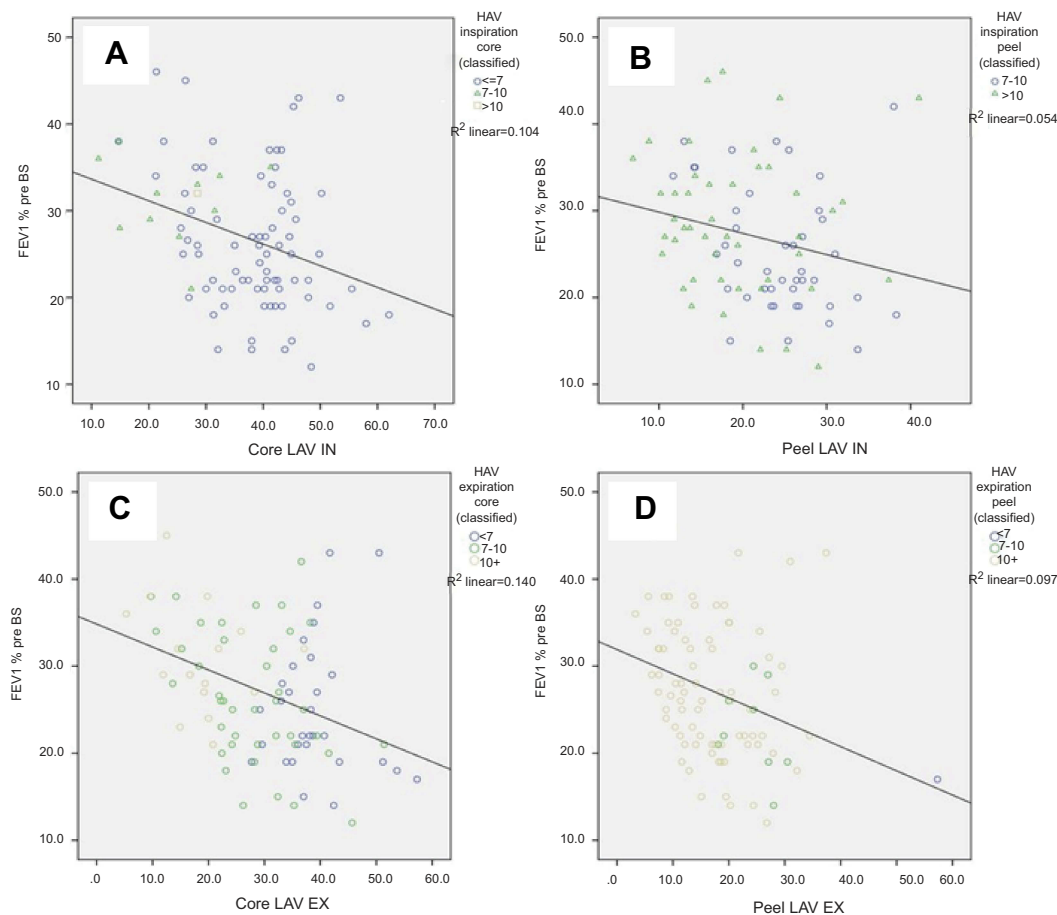 A
HAV
inspiration
core
(classified)
<=7
7-10
>10
R² linear=0.104
FEV1 % pre BS
50
40
30
20
10
10.0 20.0 30.0 40.0 50.0 60.0 70.0
Core LAV IN
B
HAV
inspiration
peel
(classified)
7-10
>10
R² linear=0.054
FEV1 % pre BS
50.0
40.0
30.0
20.0
10.0
10.0 20.0 30.0 40.0
Peel LAV IN
C
HAV
expiration
core
(classified)
<7
7-10
10+
R² linear=0.140
FEV1 % pre BS
50.0
40.0
30.0
20.0
10.0
.0 10.0 20.0 30.0 40.0 50.0 60.0
Core LAV EX
D
HAV
expiration
peel
(classified)
<7
7-10
10+
R² linear=0.097
FEV1 % pre BS
50.0
40.0
30.0
20.0
10.0
.0 10.0 20.0 30.0 40.0 50.0 60.0
Peel LAV EX